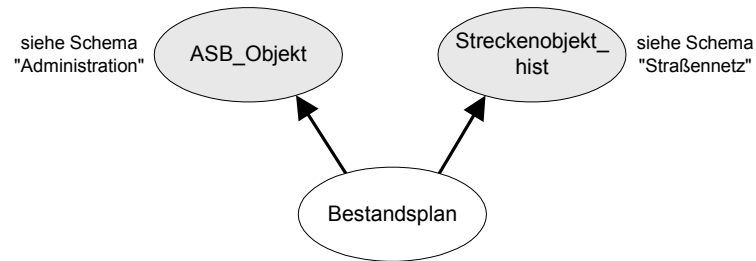 siehe Schema
"Administration"
ASB_Objekt
Streckenobjekt_
hist
siehe Schema
"Straßennetz"
Bestandsplan